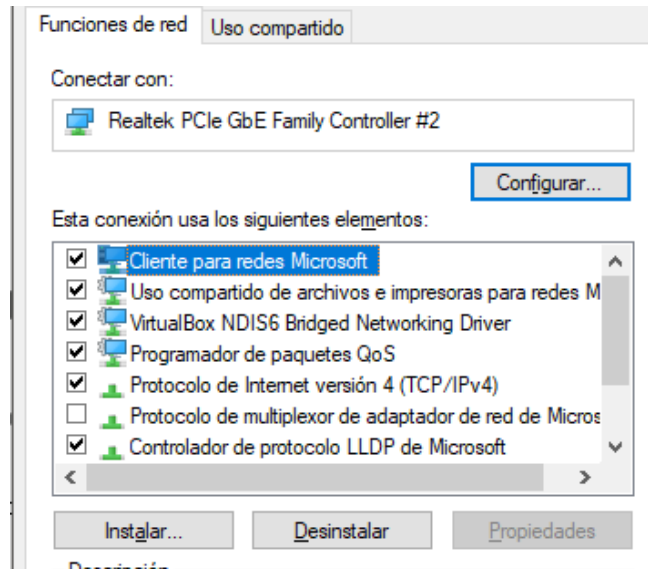 Funciones de red
Uso compartido
Conectar con:
Realtek PCIe GbE Family Controller #2
Configurar...
Esta conexión usa los siguientes elementos:
Cliente para redes Microsoft
Uso compartido de archivos e impresoras para redes M
VirtualBox NDIS6 Bridged Networking Driver
Programador de paquetes QoS
Protocolo de Internet versión 4 (TCP/IPv4)
Protocolo de multiplexor de adaptador de red de Micros
Controlador de protocolo LLDP de Microsoft
Instalar...
Desinstalar
Propiedades
Descripción